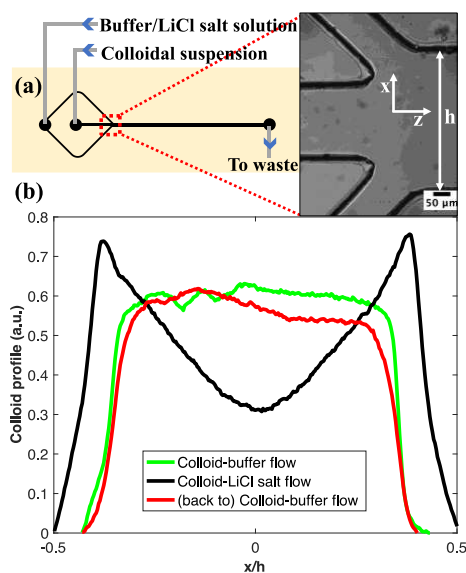 Buffer/LiCl salt solution
Colloidal suspension
(a)
To waste
x
z
h
50 μm
(b)
Colloid profile (a.u.)
0.8
0.7
0.6
0.5
0.4
0.3
0.2
0.1
0
Colloid-buffer flow
Colloid-LiCl salt flow
(back to) Colloid-buffer flow
-0.5
0
0.5
x/h